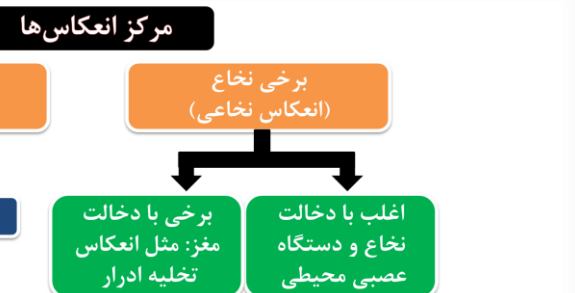 مرکز انعکاس‌ها
برخی نخاع
(انعکاس نخاعی)
اغلب با دخالت
نخاع و دستگاه
عصبی محیطی
برخی با دخالت
مغز: مثل انعکاس
تخلیه ادرار